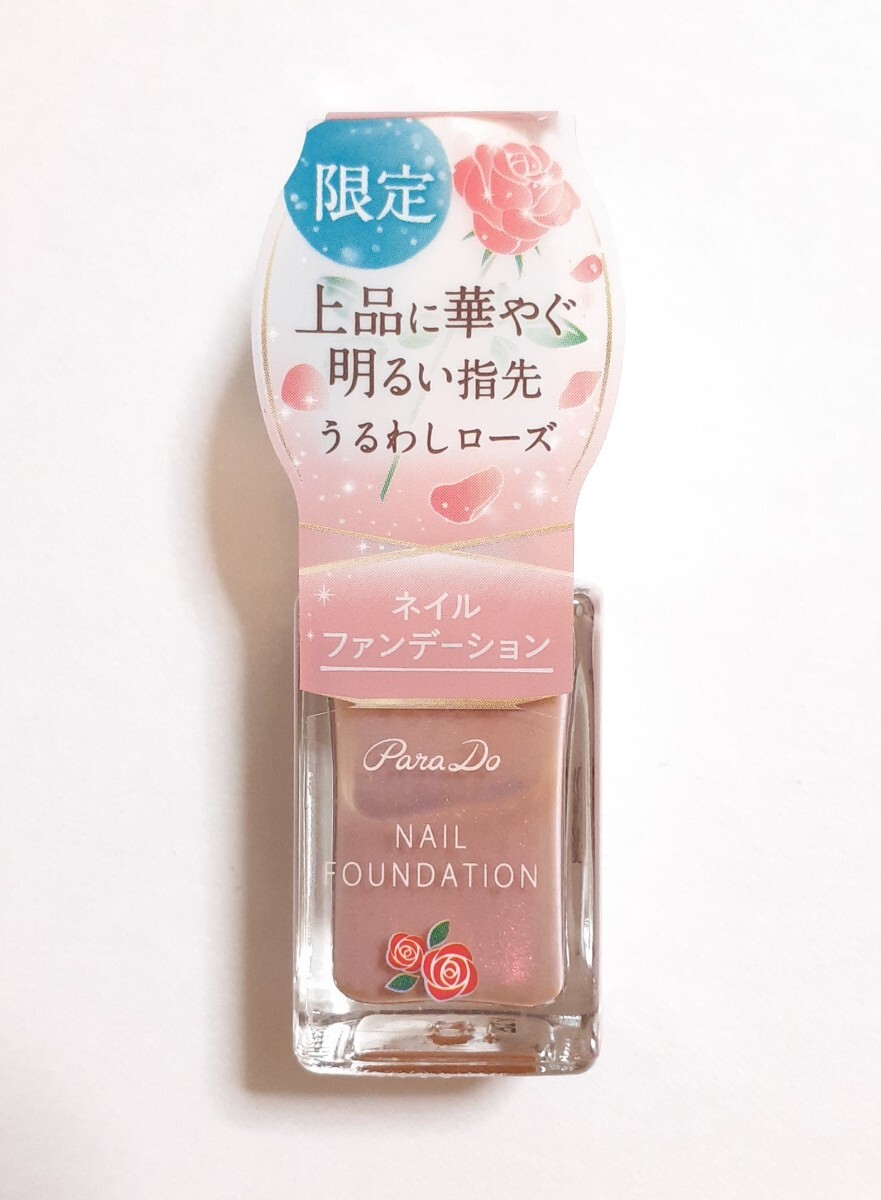 限定
上品に華やぐ
明るい指先
うるわしローズ
ネイル
ファンデーション
Para Do
NAIL
FOUNDATION